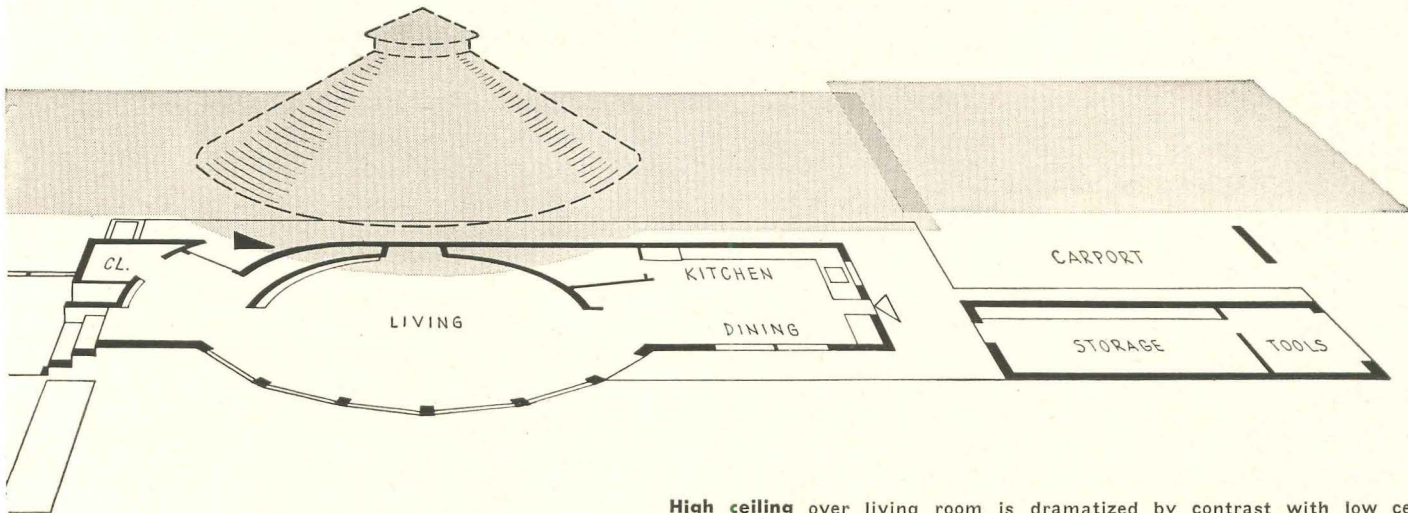 CL.
LIVING
KITCHEN
DINING
CARPORT
STORAGE
TOOLS
High ceiling over living room is dramatized by contrast with low